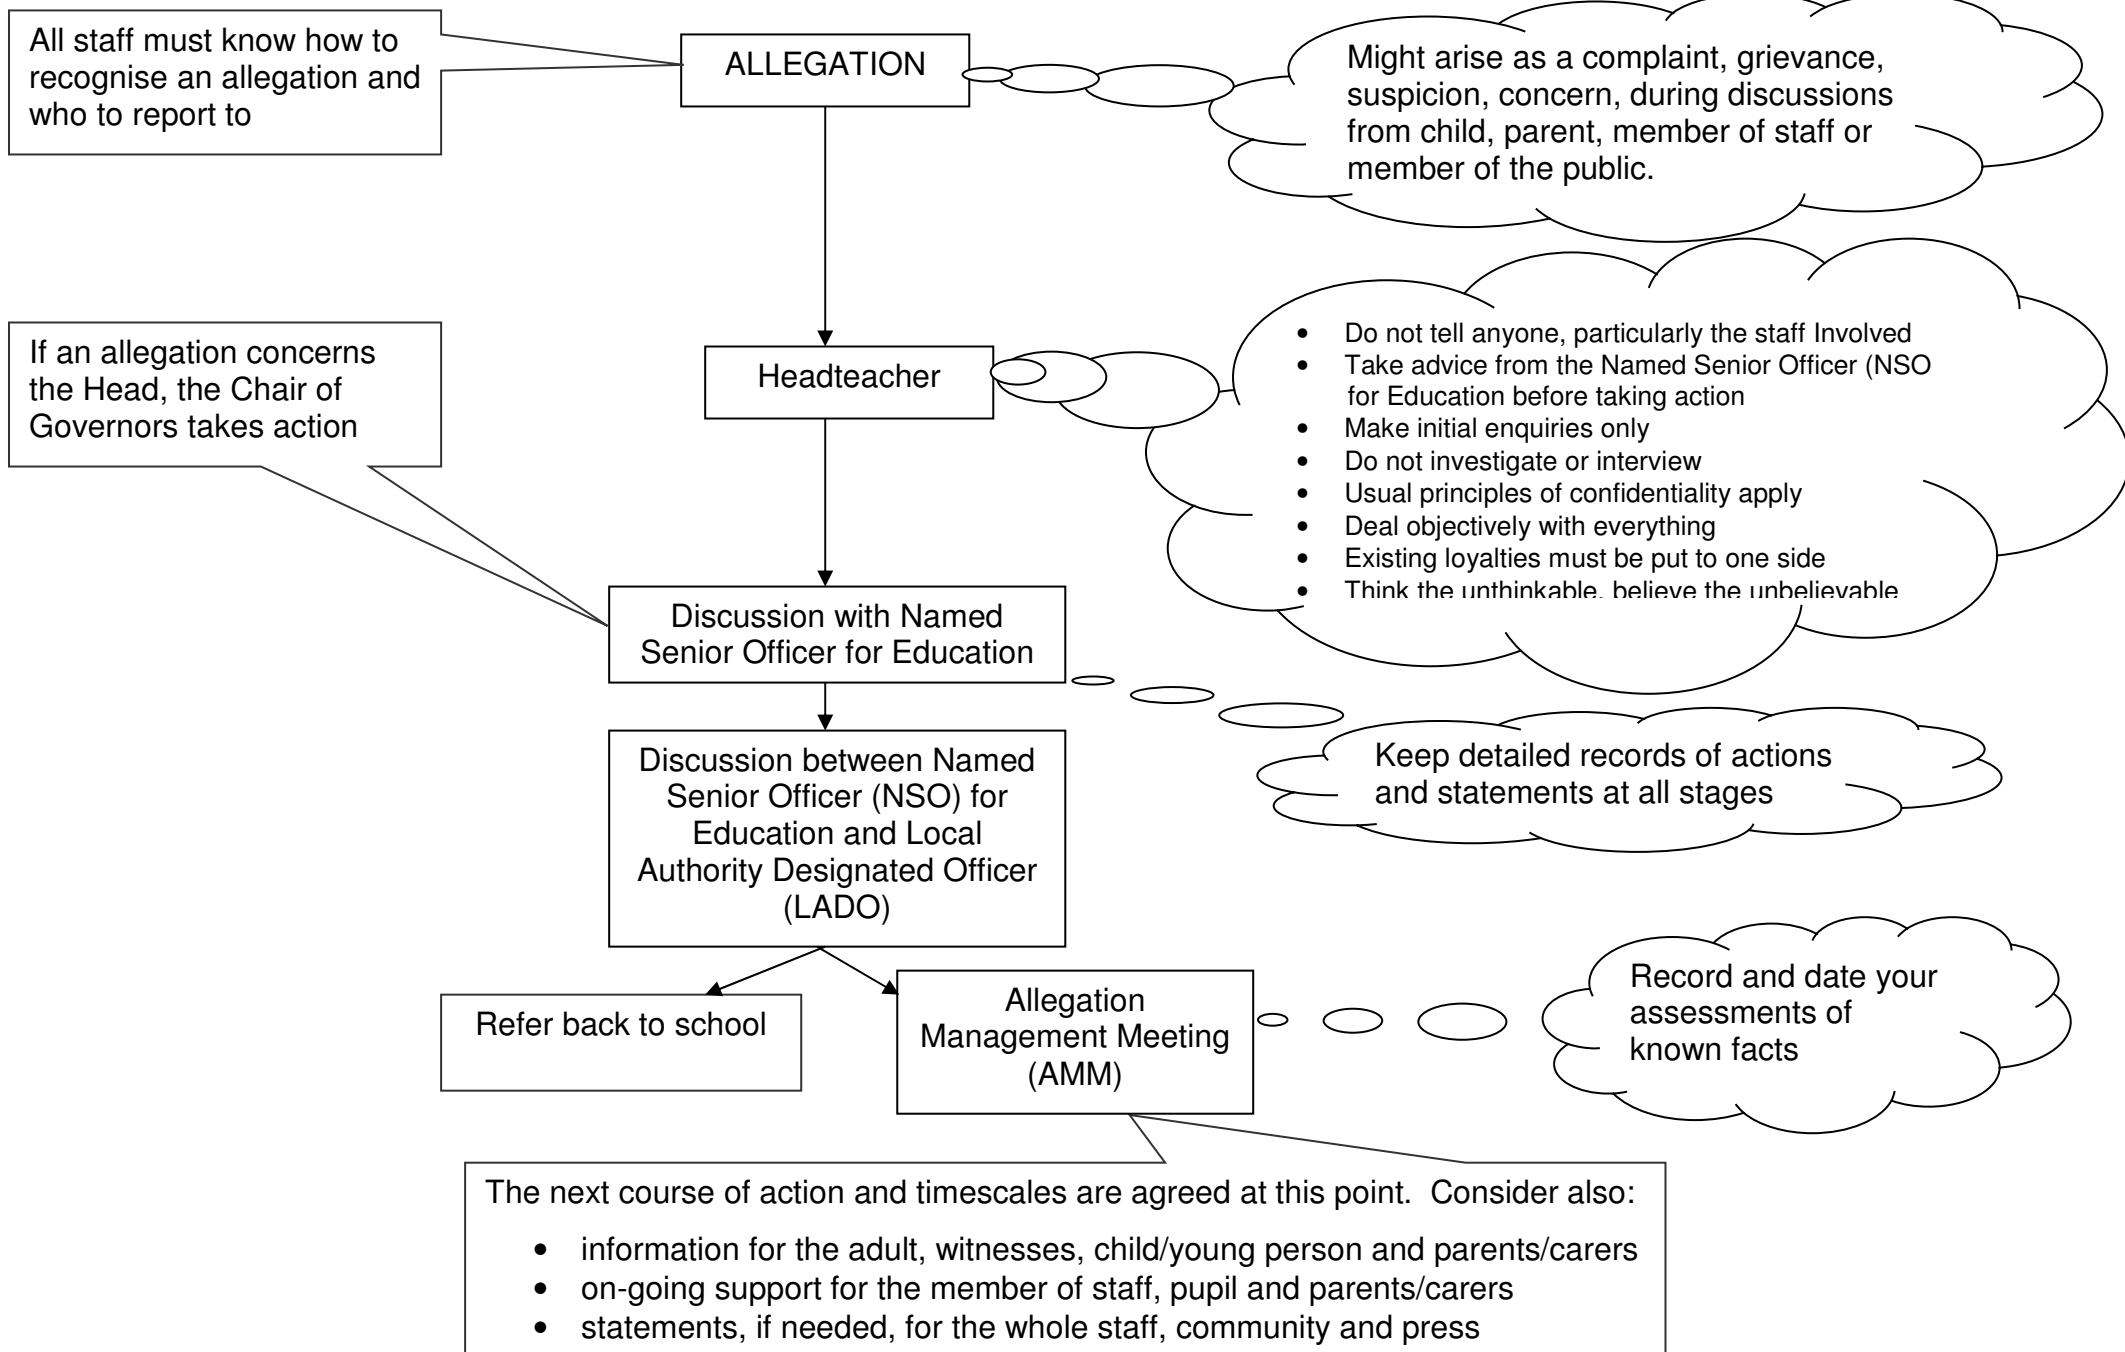 All staff must know how to
recognise an allegation and
who to report to
ALLEGATION
Might arise as a complaint, grievance,
suspicion, concern, during discussions
from child, parent, member of staff or
member of the public.
If an allegation concerns
the Head, the Chair of
Governors takes action
Headteacher
• Do not tell anyone, particularly the staff Involved
• Take advice from the Named Senior Officer (NSO
for Education before taking action
• Make initial enquiries only
• Do not investigate or interview
• Usual principles of confidentiality apply
• Deal objectively with everything
• Existing loyalties must be put to one side
• Think the unthinkable, believe the unbelievable
Discussion with Named
Senior Officer for Education
Keep detailed records of actions
and statements at all stages
Discussion between Named
Senior Officer (NSO) for
Education and Local
Authority Designated Officer
(LADO)
Refer back to school
Allegation
Management Meeting
(AMM)
Record and date your
assessments of
known facts
The next course of action and timescales are agreed at this point.  Consider also:
• information for the adult, witnesses, child/young person and parents/carers
• on-going support for the member of staff, pupil and parents/carers
• statements, if needed, for the whole staff, community and press